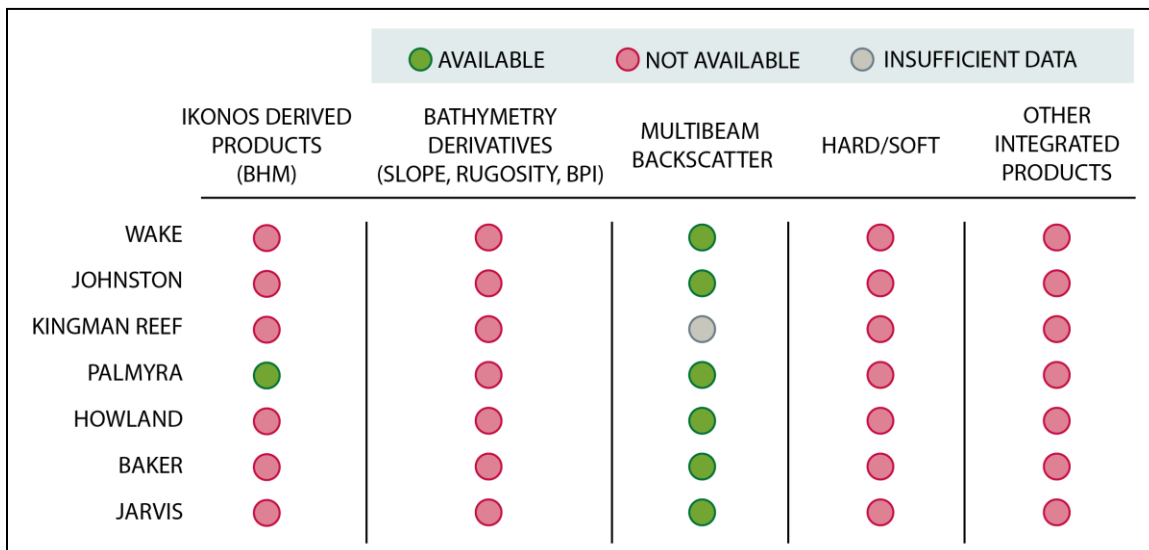 AVAILABLE NOT AVAILABLE INSUFFICIENT DATA
IKONOS DERIVED
PRODUCTS
(BHM)
BATHYMETRY
DERIVATIVES
(SLOPE, RUGOSITY, BPI)
MULTIBEAM
BACKSCATTER
HARD/SOFT
OTHER
INTEGRATED
PRODUCTS
WAKE
JOHNSTON
KINGMAN REEF
PALMYRA
HOWLAND
BAKER
JARVIS